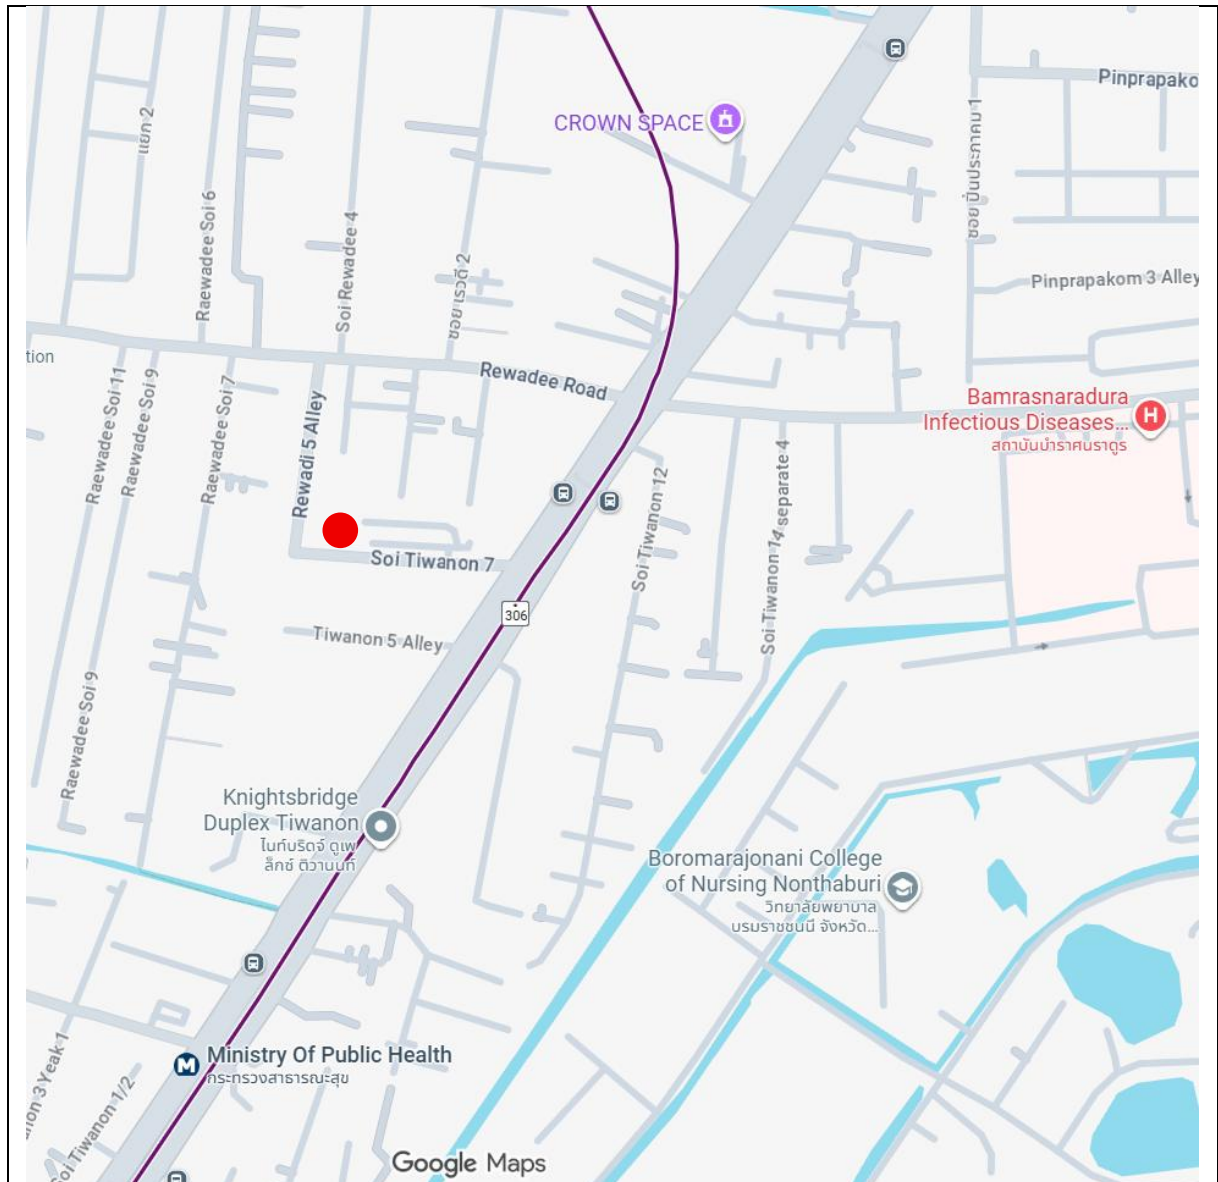 Pinprapako
CROWN SPACE
แยก 2
ซอย ปิ่นประภาคม 1
Raewadee Soi 6
Soi Rewadee 4
ซอย เรวดี 2
Pinprapakom 3 Alley
tion
Rewadee Road
Raewadee Soi 11
Raewadee Soi 9
Raewadee Soi 7
Rewadi 5 Alley
Bamrasnaradura
Infectious Diseases...
สถาบันบำราศนราดูร
H
Soi Tiwanon 12
Soi Tiwanon 14 separate 4
Soi Tiwanon 7
306
Tiwanon 5 Alley
Raewadee Soi 9
Knightsbridge
Duplex Tiwanon
ไนท์บริดจ์ ดูเพ
ล็กซ์ ติวานนท์
Boromarajonani College
of Nursing Nonthaburi
วิทยาลัยพยาบาล
บรมราชชนนี จังหวัด...
Ministry Of Public Health
กระทรวงสาธารณะสุข
M
anon 3 Yeak 1
Soi Tiwanon 1/2
Google Maps